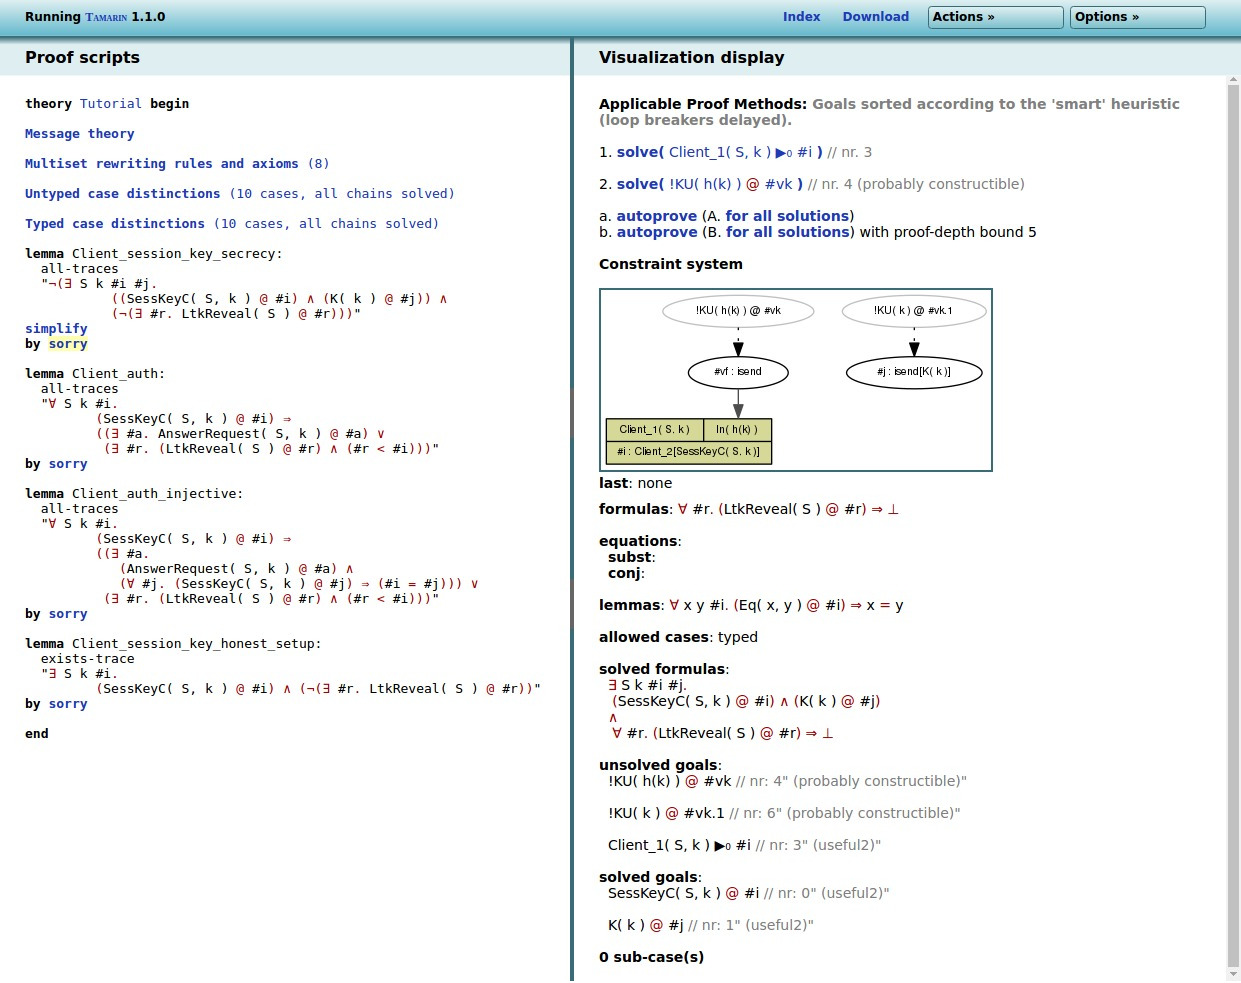 Running TAMARIN 1.1.0
Index Download Actions » Options »
Proof scripts
theory Tutorial begin
Message theory
Multiset rewriting rules and axioms (8)
Untyped case distinctions (10 cases, all chains solved)
Typed case distinctions (10 cases, all chains solved)
lemma Client_session_key_secrecy:
all-traces
"¬(∃ S k #i #j.
((SessKeyC( S, k ) @ #i) ∧ (K( k ) @ #j)) ∧
(¬(∃ #r. LtkReveal( S ) @ #r)))"
simplify
by sorry
lemma Client_auth:
all-traces
"∀ S k #i.
(SessKeyC( S, k ) @ #i) ⇒
((∃ #a. AnswerRequest( S, k ) @ #a) ∨
(∃ #r. (LtkReveal( S ) @ #r) ∧ (#r < #i)))"
by sorry
lemma Client_auth_injective:
all-traces
"∀ S k #i.
(SessKeyC( S, k ) @ #i) ⇒
((∃ #a.
(AnswerRequest( S, k ) @ #a) ∧
(∀ #j. (SessKeyC( S, k ) @ #j) ⇒ (#i = #j))) ∨
(∃ #r. (LtkReveal( S ) @ #r) ∧ (#r < #i)))"
by sorry
lemma Client_session_key_honest_setup:
exists-trace
"∃ S k #i.
(SessKeyC( S, k ) @ #i) ∧ (¬(∃ #r. LtkReveal( S ) @ #r))"
by sorry
end
Visualization display
Applicable Proof Methods: Goals sorted according to the 'smart' heuristic
(loop breakers delayed).
1. solve( Client_1( S, k ) ▶₀ #i ) // nr. 3
2. solve( !KU( h(k) ) @ #vk ) // nr. 4 (probably constructible)
a. autoprove (A. for all solutions)
b. autoprove (B. for all solutions) with proof-depth bound 5
Constraint system
!KU( h(k) ) @ #vk
!KU( k ) @ #vk.1
#vf : isend
#j : isend[K( k )]
Client_1( S, k )
In( h(k) )
#i : Client_2[SessKeyC( S, k )]
last: none
formulas: ∀ #r. (LtkReveal( S ) @ #r) ⇒ ⊥
equations:
subst:
conj:
lemmas: ∀ x y #i. (Eq( x, y ) @ #i) ⇒ x = y
allowed cases: typed
solved formulas:
∃ S k #i #j.
(SessKeyC( S, k ) @ #i) ∧ (K( k ) @ #j)
∧
∀ #r. (LtkReveal( S ) @ #r) ⇒ ⊥
unsolved goals:
!KU( h(k) ) @ #vk // nr: 4" (probably constructible)"
!KU( k ) @ #vk.1 // nr: 6" (probably constructible)"
Client_1( S, k ) ▶₀ #i // nr: 3" (useful2)"
solved goals:
SessKeyC( S, k ) @ #i // nr: 0" (useful2)"
K( k ) @ #j // nr: 1" (useful2)"
0 sub-case(s)